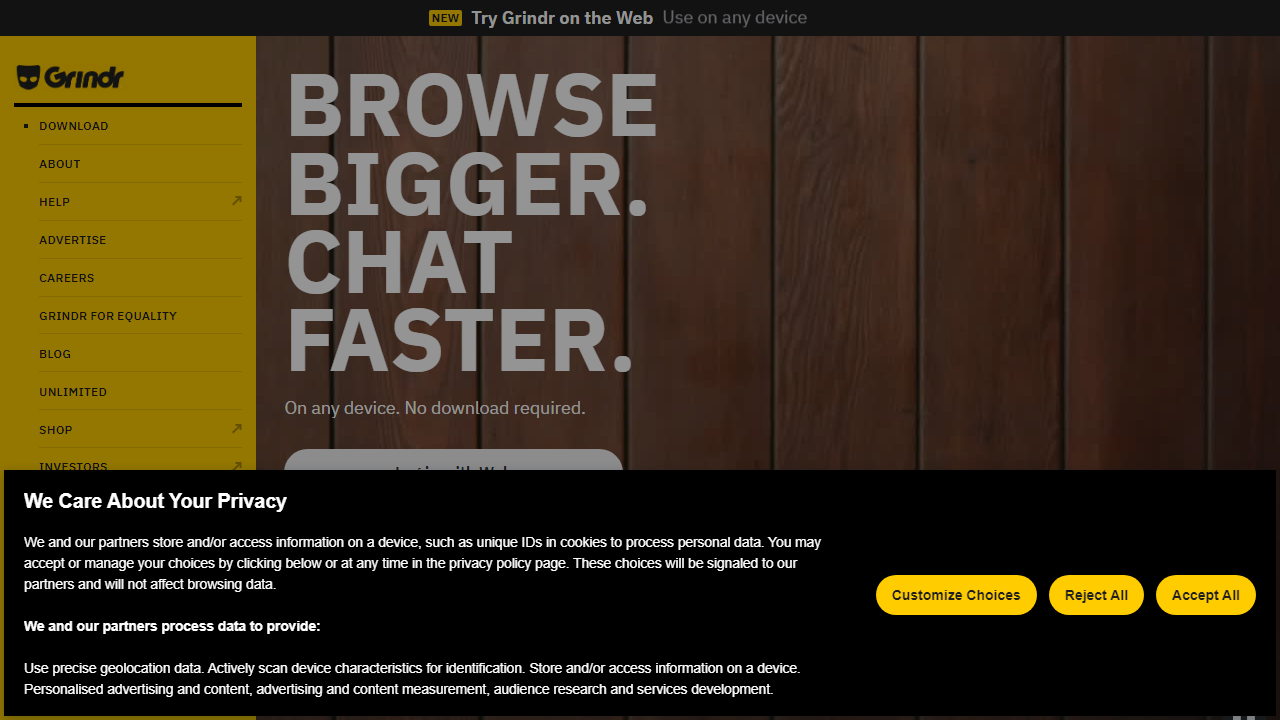 NEW Try Grindr on the Web Use on any device
Grindr
DOWNLOAD
ABOUT
HELP
ADVERTISE
CAREERS
GRINDR FOR EQUALITY
BLOG
UNLIMITED
SHOP
INVESTORS
BROWSE
BIGGER.
CHAT
FASTER.
On any device. No download required.
We Care About Your Privacy
We and our partners store and/or access information on a device, such as unique IDs in cookies to process personal data. You may
accept or manage your choices by clicking below or at any time in the privacy policy page. These choices will be signaled to our
partners and will not affect browsing data.
We and our partners process data to provide:
Use precise geolocation data. Actively scan device characteristics for identification. Store and/or access information on a device.
Personalised advertising and content, advertising and content measurement, audience research and services development.
Customize Choices
Reject All
Accept All